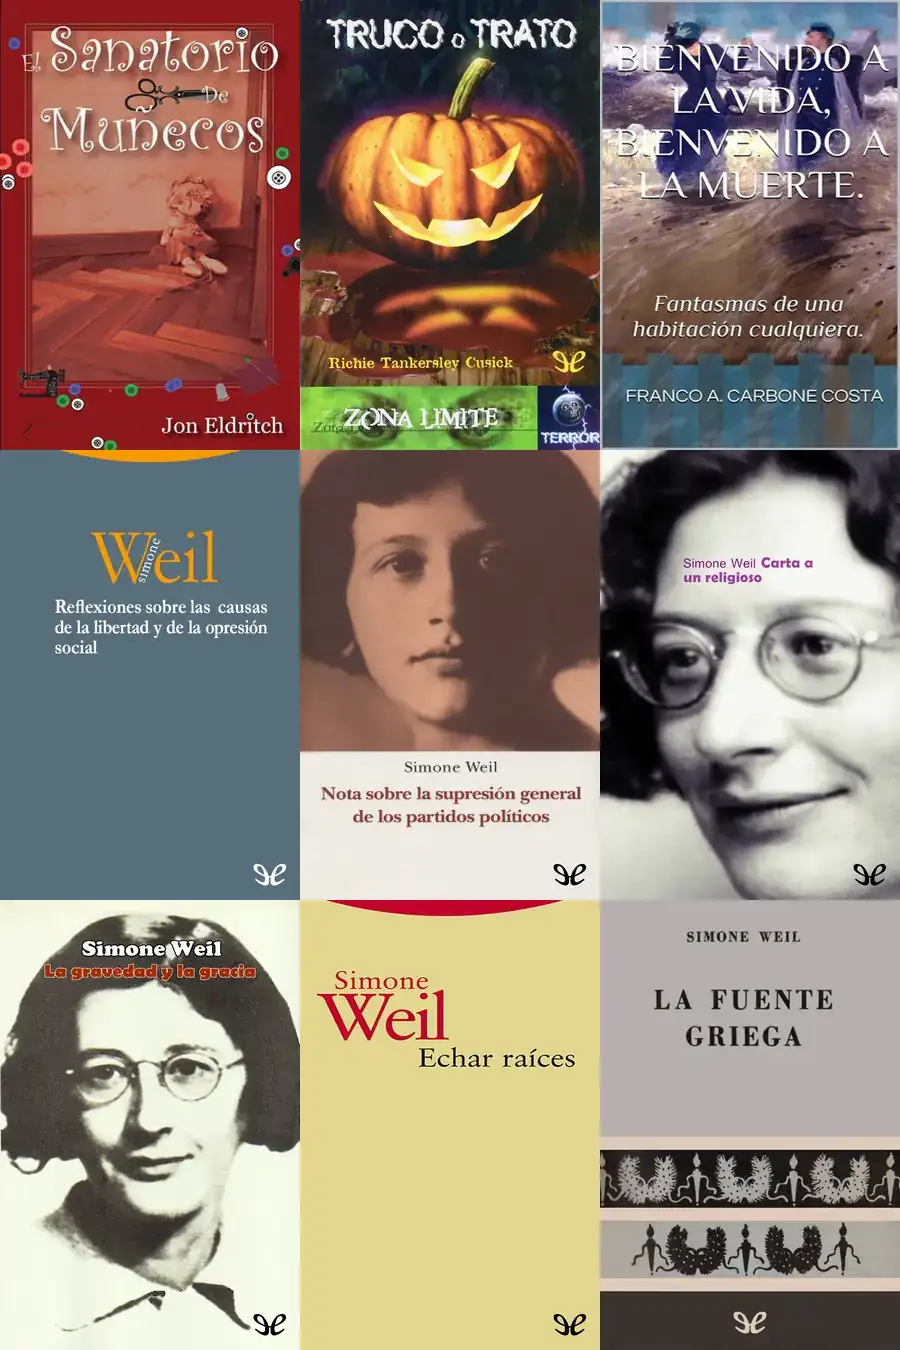 El Sanatorio
De
Muñecos
Jon Eldritch
TRUCO o TRATO
Richie Tankersley Cusick
ZONA LIMITE
TERROR
BIENVENIDO A
LA VIDA,
BIENVENIDO A
LA MUERTE.
Fantasmas de una
habitación cualquiera.
FRANCO A. CARBONE COSTA
simone Weil
Reflexiones sobre las causas
de la libertad y de la opresión
social
Simone Weil
Nota sobre la supresión general
de los partidos políticos
Simone Weil Carta a
un religioso
Simone Weil
La gravedad y la gracia
Simone
Weil
Echar raíces
SIMONE WEIL
LA FUENTE
GRIEGA